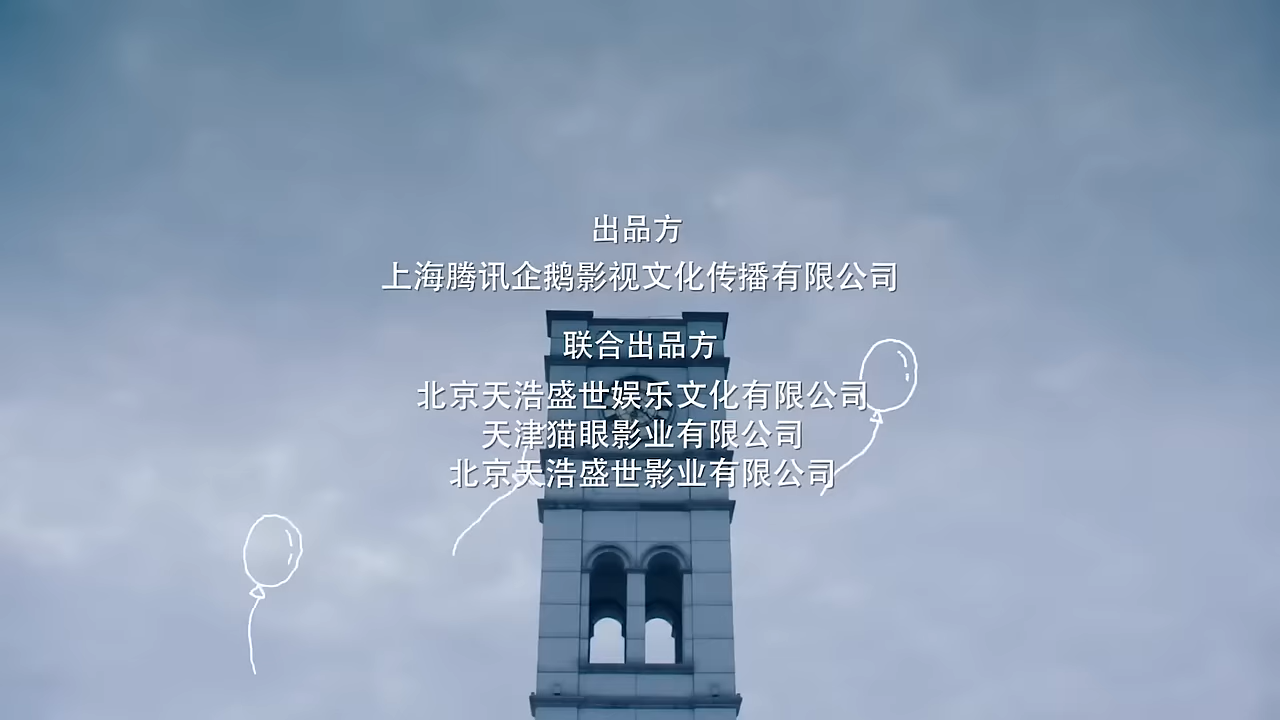 出品方
上海腾讯企鹅影视文化传播有限公司
联合出品方
北京天浩盛世娱乐文化有限公司
天津猫眼影业有限公司
北京天浩盛世影业有限公司